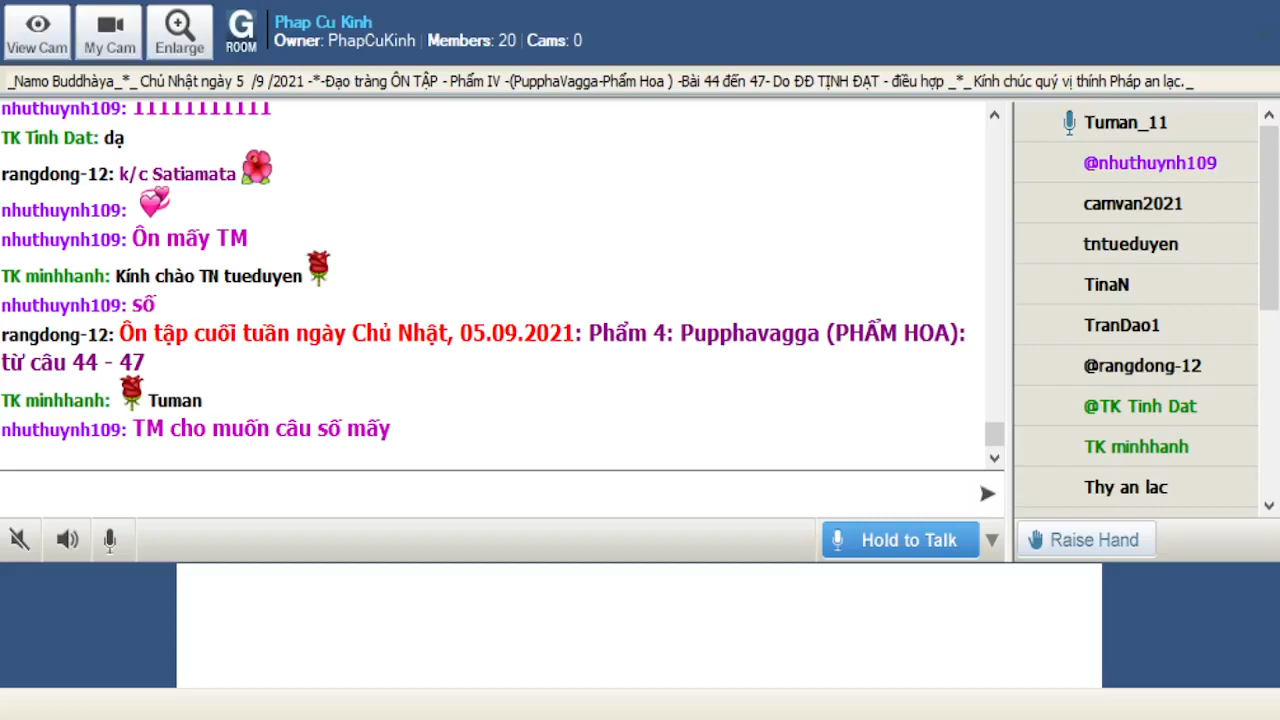 View Cam
My Cam
Enlarge
G
ROOM
Phap Cu Kinh
Owner: PhapCuKinh | Members: 20 | Cams: 0
_Namo Buddhàya_*_ Chủ Nhật ngày 5 /9 /2021 -*-Đạo tràng ÔN TẬP - Phẩm IV -(PupphaVagga-Phẩm Hoa ) -Bài 44 đến 47- Do ĐĐ TỊNH ĐẠT - điều hợp _*_Kính chúc quý vị thính Pháp an lạc._
nhuthuynh109: 11111111111
TK Tinh Dat: dạ
rangdong-12: k/c Satiamata
nhuthuynh109:
nhuthuynh109: Ôn mấy TM
TK minhhanh: Kính chào TN tueduyen
nhuthuynh109: số
rangdong-12: Ôn tập cuối tuần ngày Chủ Nhật, 05.09.2021: Phẩm 4: Pupphavagga (PHẨM HOA):
từ câu 44 - 47
TK minhhanh: Tuman
nhuthuynh109: TM cho muốn câu số mấy
Tuman_11
@nhuthuynh109
camvan2021
tntueduyen
TinaN
TranDao1
@rangdong-12
@TK Tinh Dat
TK minhhanh
Thy an lac
Hold to Talk
Raise Hand